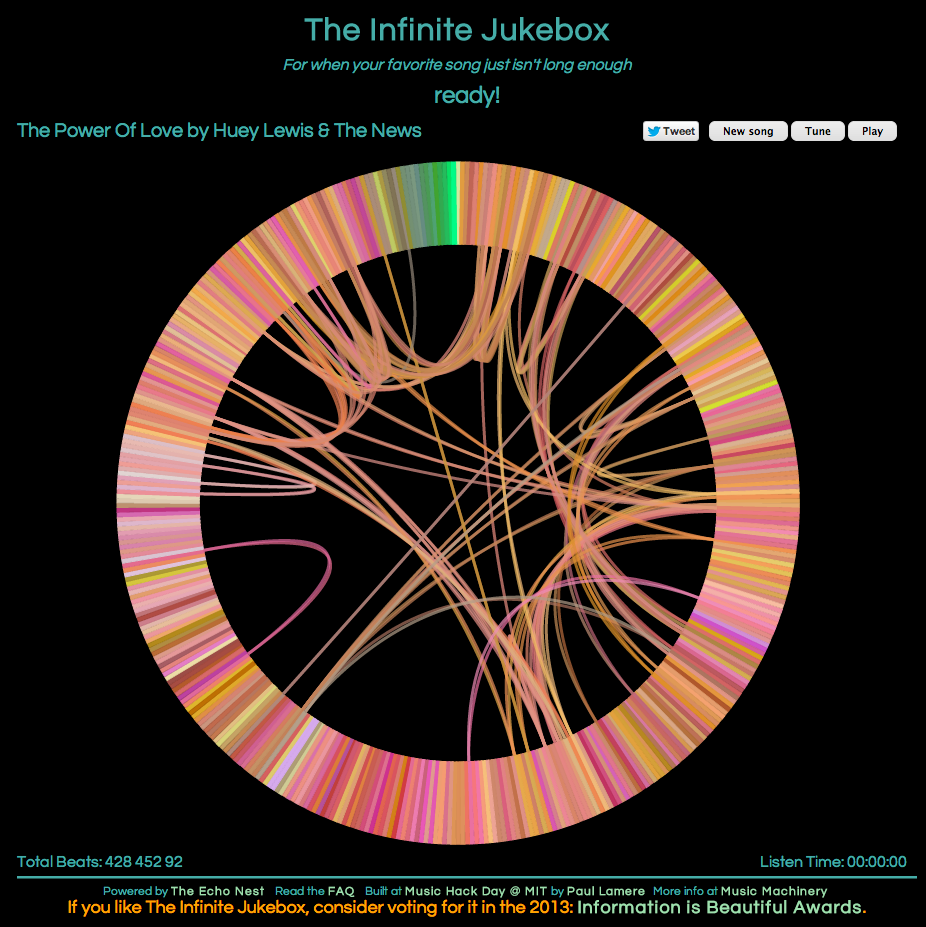 The Infinite Jukebox
For when your favorite song just isn't long enough
ready!
The Power Of Love by Huey Lewis & The News
Tweet New song Tune Play
Total Beats: 428 452 92 Listen Time: 00:00:00
Powered by The Echo Nest Read the FAQ Built at Music Hack Day @ MIT by Paul Lamere More info at Music Machinery
If you like The Infinite Jukebox, consider voting for it in the 2013: Information is Beautiful Awards.